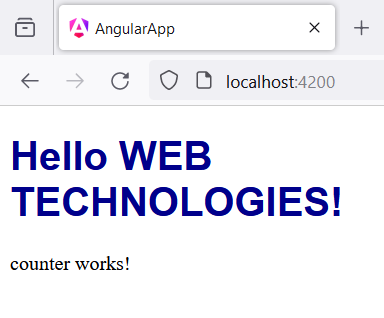 AngularApp
localhost:4200
Hello WEB
TECHNOLOGIES!
counter works!